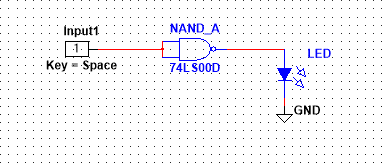 Input1
NAND_A
1
LED
Key = Space
74LS00D
GND